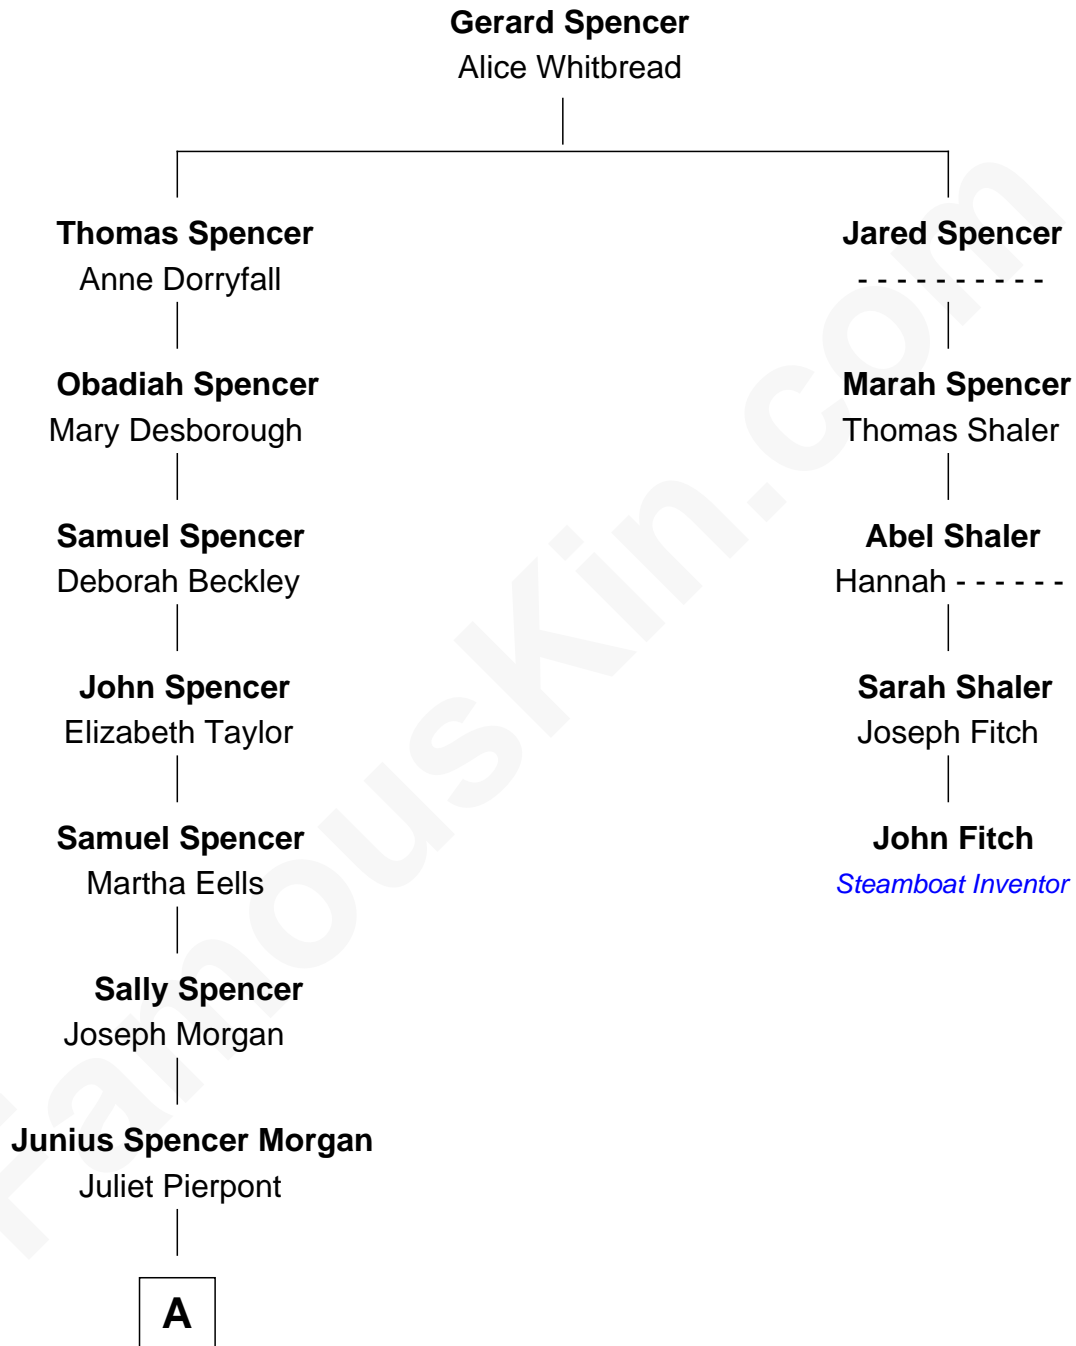 Gerard Spencer
Alice Whitbread
Thomas Spencer
Anne Dorryfall
Jared Spencer
- - - - - - - - - -
Obadiah Spencer
Mary Desborough
Marah Spencer
Thomas Shaler
Samuel Spencer
Deborah Beckley
Abel Shaler
Hannah - - - - - -
John Spencer
Elizabeth Taylor
Sarah Shaler
Joseph Fitch
Samuel Spencer
Martha Eells
John Fitch
Steamboat Inventor
Sally Spencer
Joseph Morgan
Junius Spencer Morgan
Juliet Pierpont
A
FamousKin.com